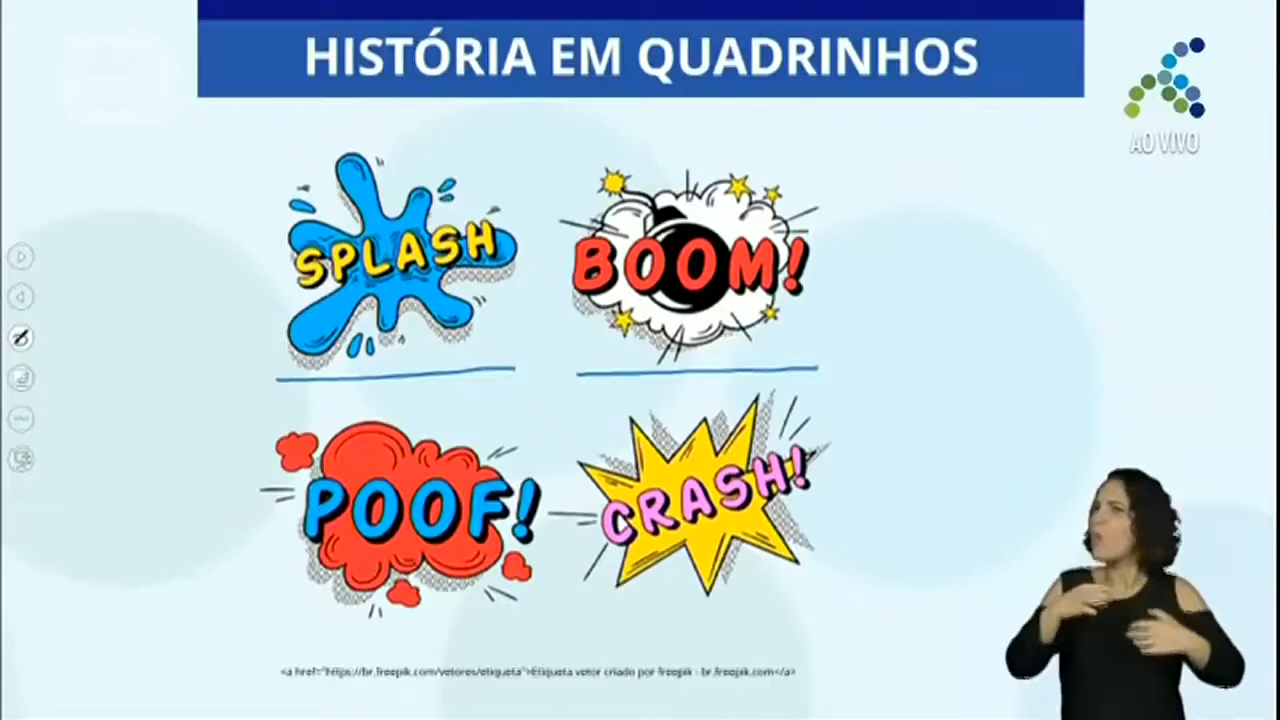 HISTÓRIA EM QUADRINHOS
AO VIVO
SPLASH
BOOM!
POOF!
CRASH!
<a href="https://br.freepik.com/vetores/etiqueta">Etiqueta vetor criado por freepik - br.freepik.com</a>